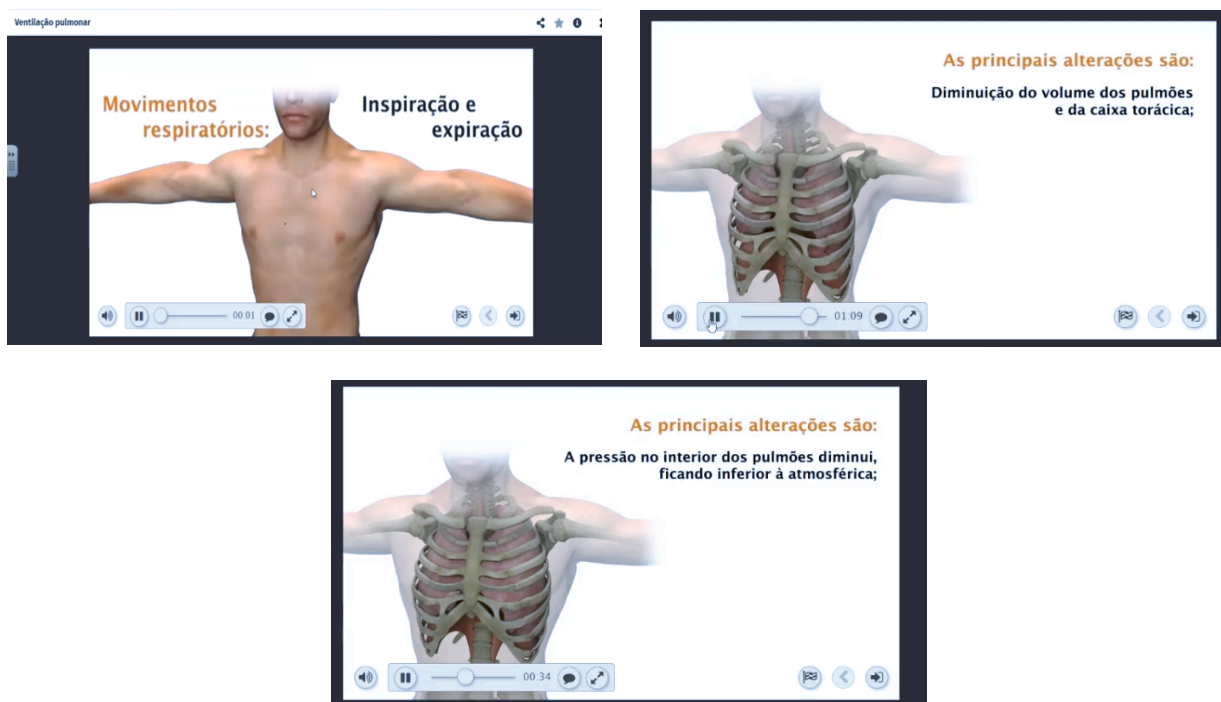 Ventilação pulmonar
Movimentos
respiratórios:
Inspiração e
expiração
00:01
As principais alterações são:
Diminuição do volume dos pulmões
e da caixa torácica;
01:09
As principais alterações são:
A pressão no interior dos pulmões diminui,
ficando inferior à atmosférica;
00:34